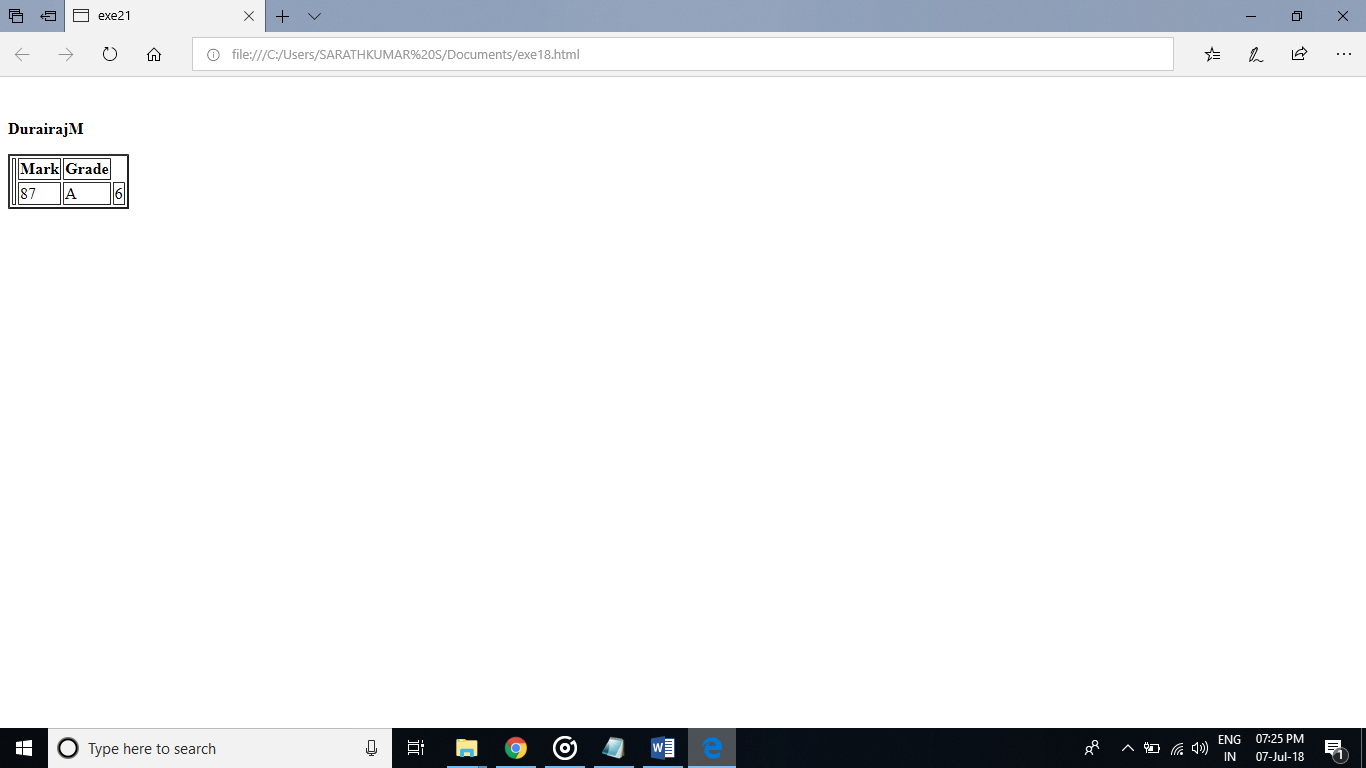 exe21
file:///C:/Users/SARATHKUMAR%20S/Documents/exe18.html
DurairajM
Mark Grade
87 A 6
Type here to search
ENG
IN
07:25 PM
07-Jul-18
1